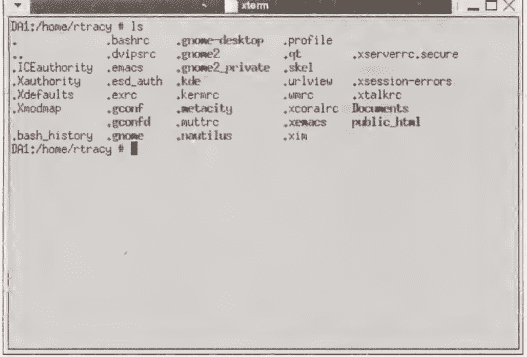 xterm
DA1:/home/rtracy # ls
. .bashrc .gnome-desktop .profile
.. .dvipsrc .gnome2 .qt .xserverrc.secure
.ICEauthority .emacs .gnome2_private .skel
.Xauthority .esd_auth .kde .urlview .xsession-errors
.Xdefaults .exrc .kermrc .wmrc .xtalkrc
.Xmodmap .gconf .metacity .xcoralrc Documents
.gconfd .muttrc .xemacs public_html
.bash_history .gnome .nautilus .xim
DA1:/home/rtracy #